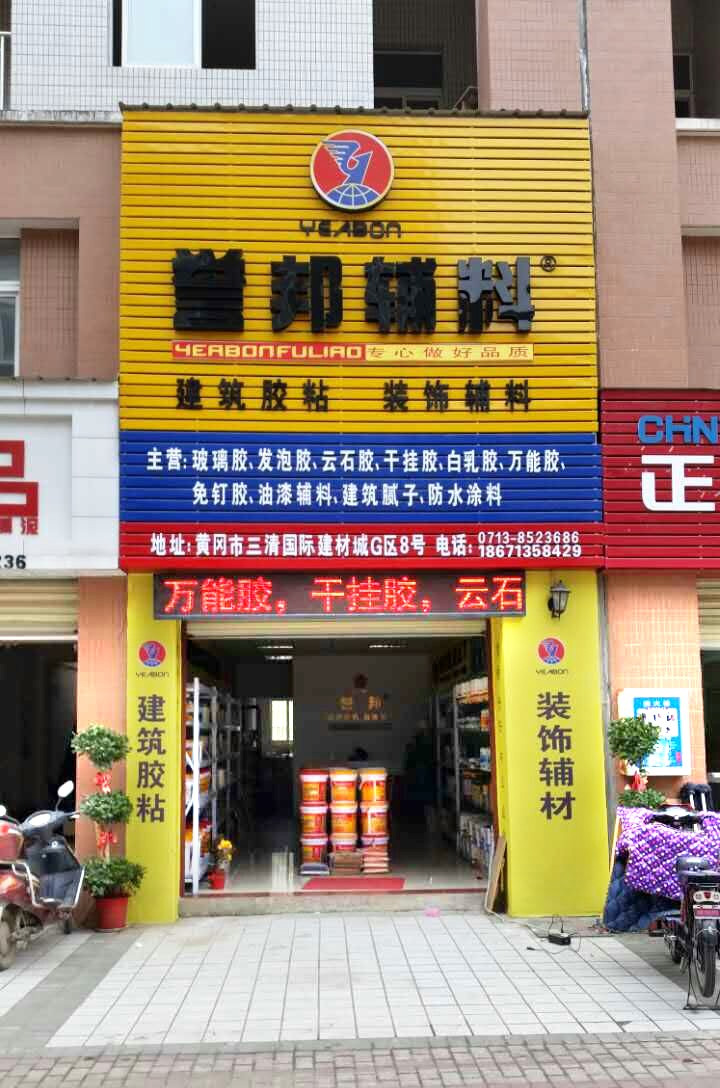 YEABON
誉邦辅料®
YEABONFULIAO 专心做好品质
建筑胶粘 装饰辅料
主营:玻璃胶、发泡胶、云石胶、干挂胶、白乳胶、万能胶、
免钉胶、油漆辅料、建筑腻子、防水涂料
地址:黄冈市三清国际建材城G区8号 电话:0713-8523686
18671358429
万能胶，干挂胶，云石
YEABON
建筑胶粘
YEABON
装饰辅材
誉邦
236
CHIN
正